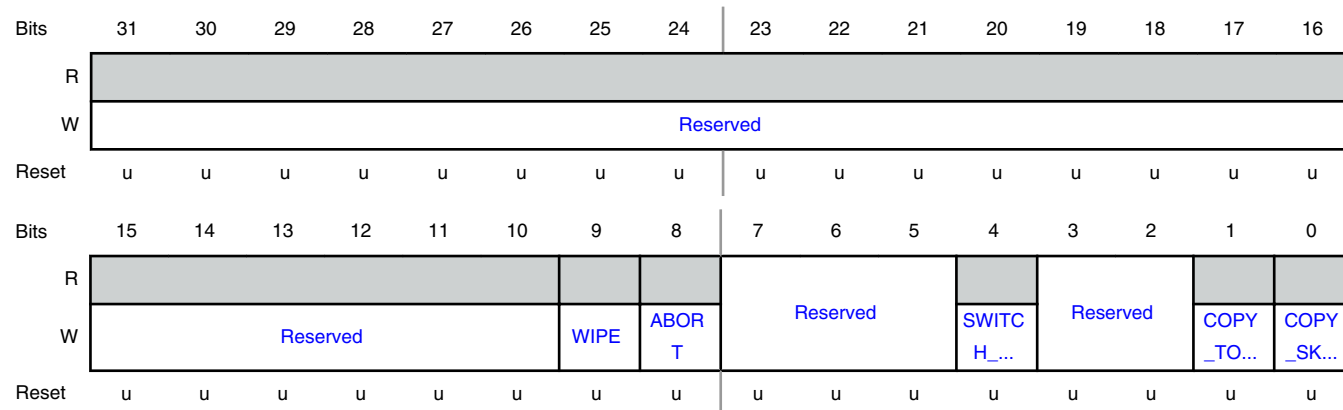 Bits 31 30 29 28 27 26 25 24 23 22 21 20 19 18 17 16
R
W Reserved
Reset u u u u u u u u u u u u u u u u
Bits 15 14 13 12 11 10 9 8 7 6 5 4 3 2 1 0
R
W Reserved WIPE ABOR Reserved SWITC Reserved COPY COPY
T H_... _TO... _SK...
Reset u u u u u u u u u u u u u u u u